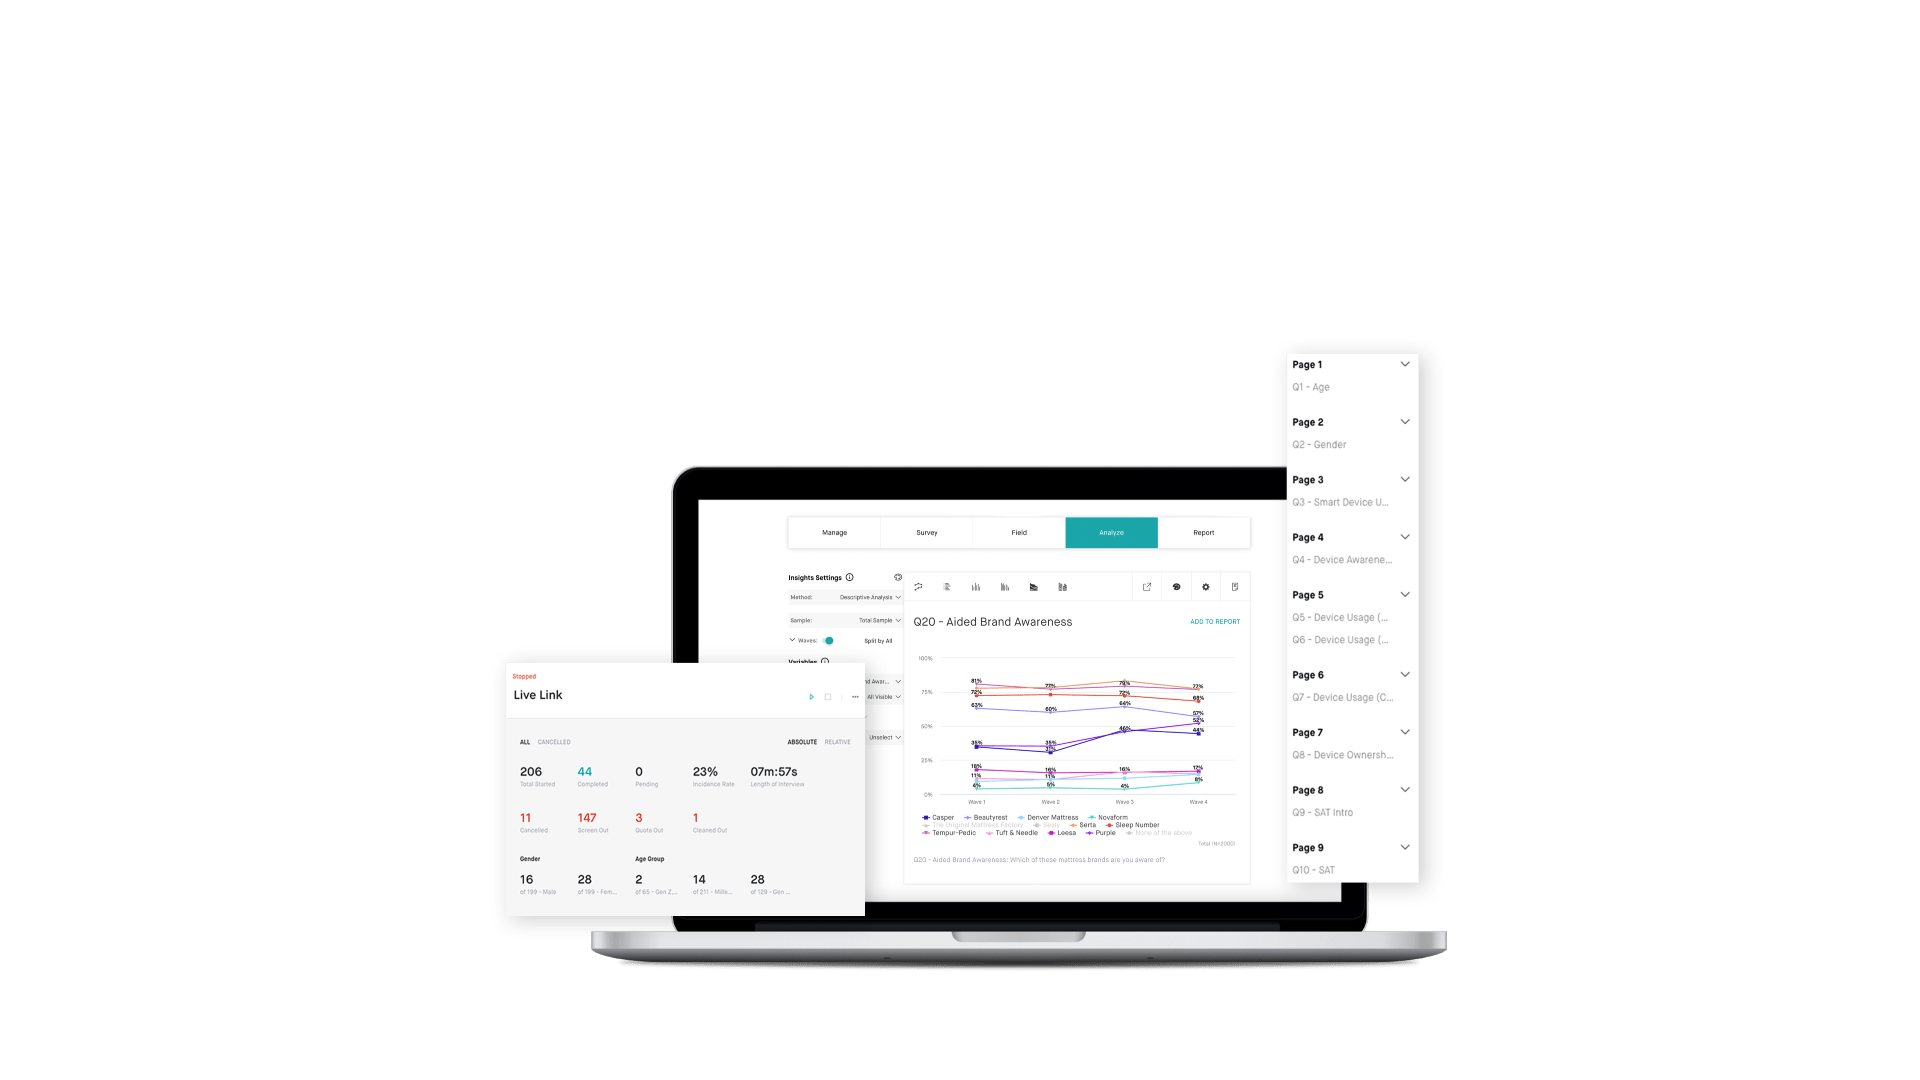 Page 1
Q1 - Age
Page 2
Q2 - Gender
Page 3
Q3 - Smart Device U...
Page 4
Q4 - Device Awarene...
Page 5
Q5 - Device Usage (...
Q6 - Device Usage (...
Page 6
Q7 - Device Usage (C...
Page 7
Q8 - Device Ownersh...
Page 8
Q9 - SAT Intro
Page 9
Q10 - SAT
Manage Survey Field Analyze Report
Insights Settings
Method: Descriptive Analysis
Sample: Total Sample
Waves: Split by All
Variables
nd Awar...
All Visible
Unselect
Q20 - Aided Brand Awareness
ADD TO REPORT
100%
75%
50%
25%
0%
81% 77% 79% 77%
72% 72% 68%
63% 60% 64% 57%
52%
35% 35% 46% 44%
31%
18% 16% 16% 17%
11% 11%
4% 5% 4% 8%
Wave 1 Wave 2 Wave 3 Wave 4
Casper Beautyrest Denver Mattress Novaform
The Original Mattress Factory Sealy Serta Sleep Number
Tempur-Pedic Tuft & Needle Leesa Purple None of the above
Q20 - Aided Brand Awareness: Which of these mattress brands are you aware of?
Stopped
Live Link
ALL CANCELLED ABSOLUTE RELATIVE
206 44 0 23% 07m:57s
Total Started Completed Pending Incidence Rate Length of Interview
11 147 3 1
Cancelled Screen Out Quota Out Cleaned Out
Gender Age Group
16 28 2 14 28
of 199 - Male of 199 - Fem... of 65 - Gen Z... of 211 - Mille... of 129 - Gen ...